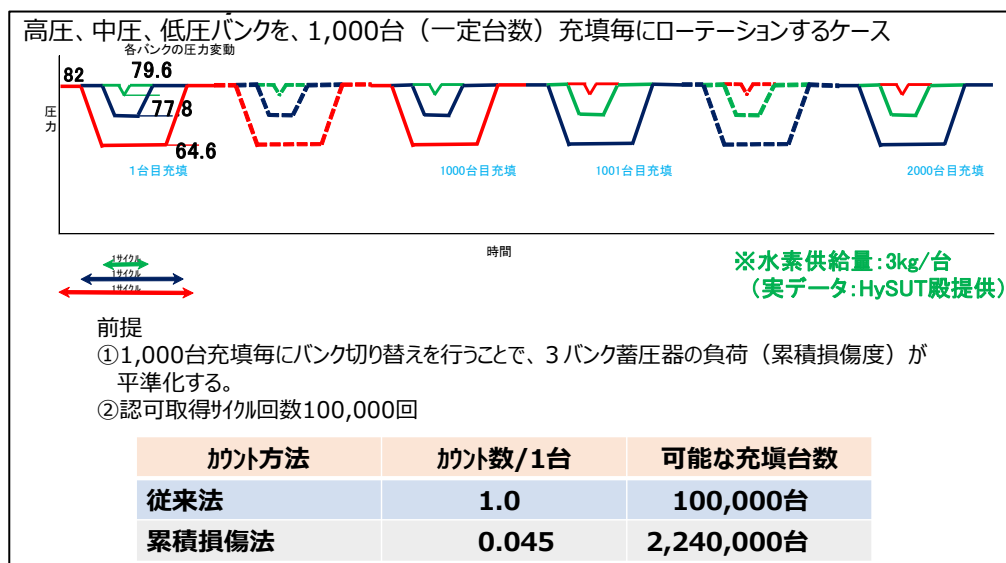 高圧、中圧、低圧バンクを、1,000台（一定台数）充填毎にローテーションするケース
各バンクの圧力変動
82
79.6
77.8
64.6
圧力
1台目充填
1000台目充填
1001台目充填
2000台目充填
時間
1サイクル
1サイクル
1サイクル
※水素供給量:3kg/台
（実データ:HySUT殿提供）
前提
①1,000台充填毎にバンク切り替えを行うことで、３バンク蓄圧器の負荷（累積損傷度）が
平準化する。
②認可取得ｻｲｸﾙ回数100,000回
ｶｳﾝﾄ方法 ｶｳﾝﾄ数/1台 可能な充填台数
従来法 1.0 100,000台
累積損傷法 0.045 2,240,000台